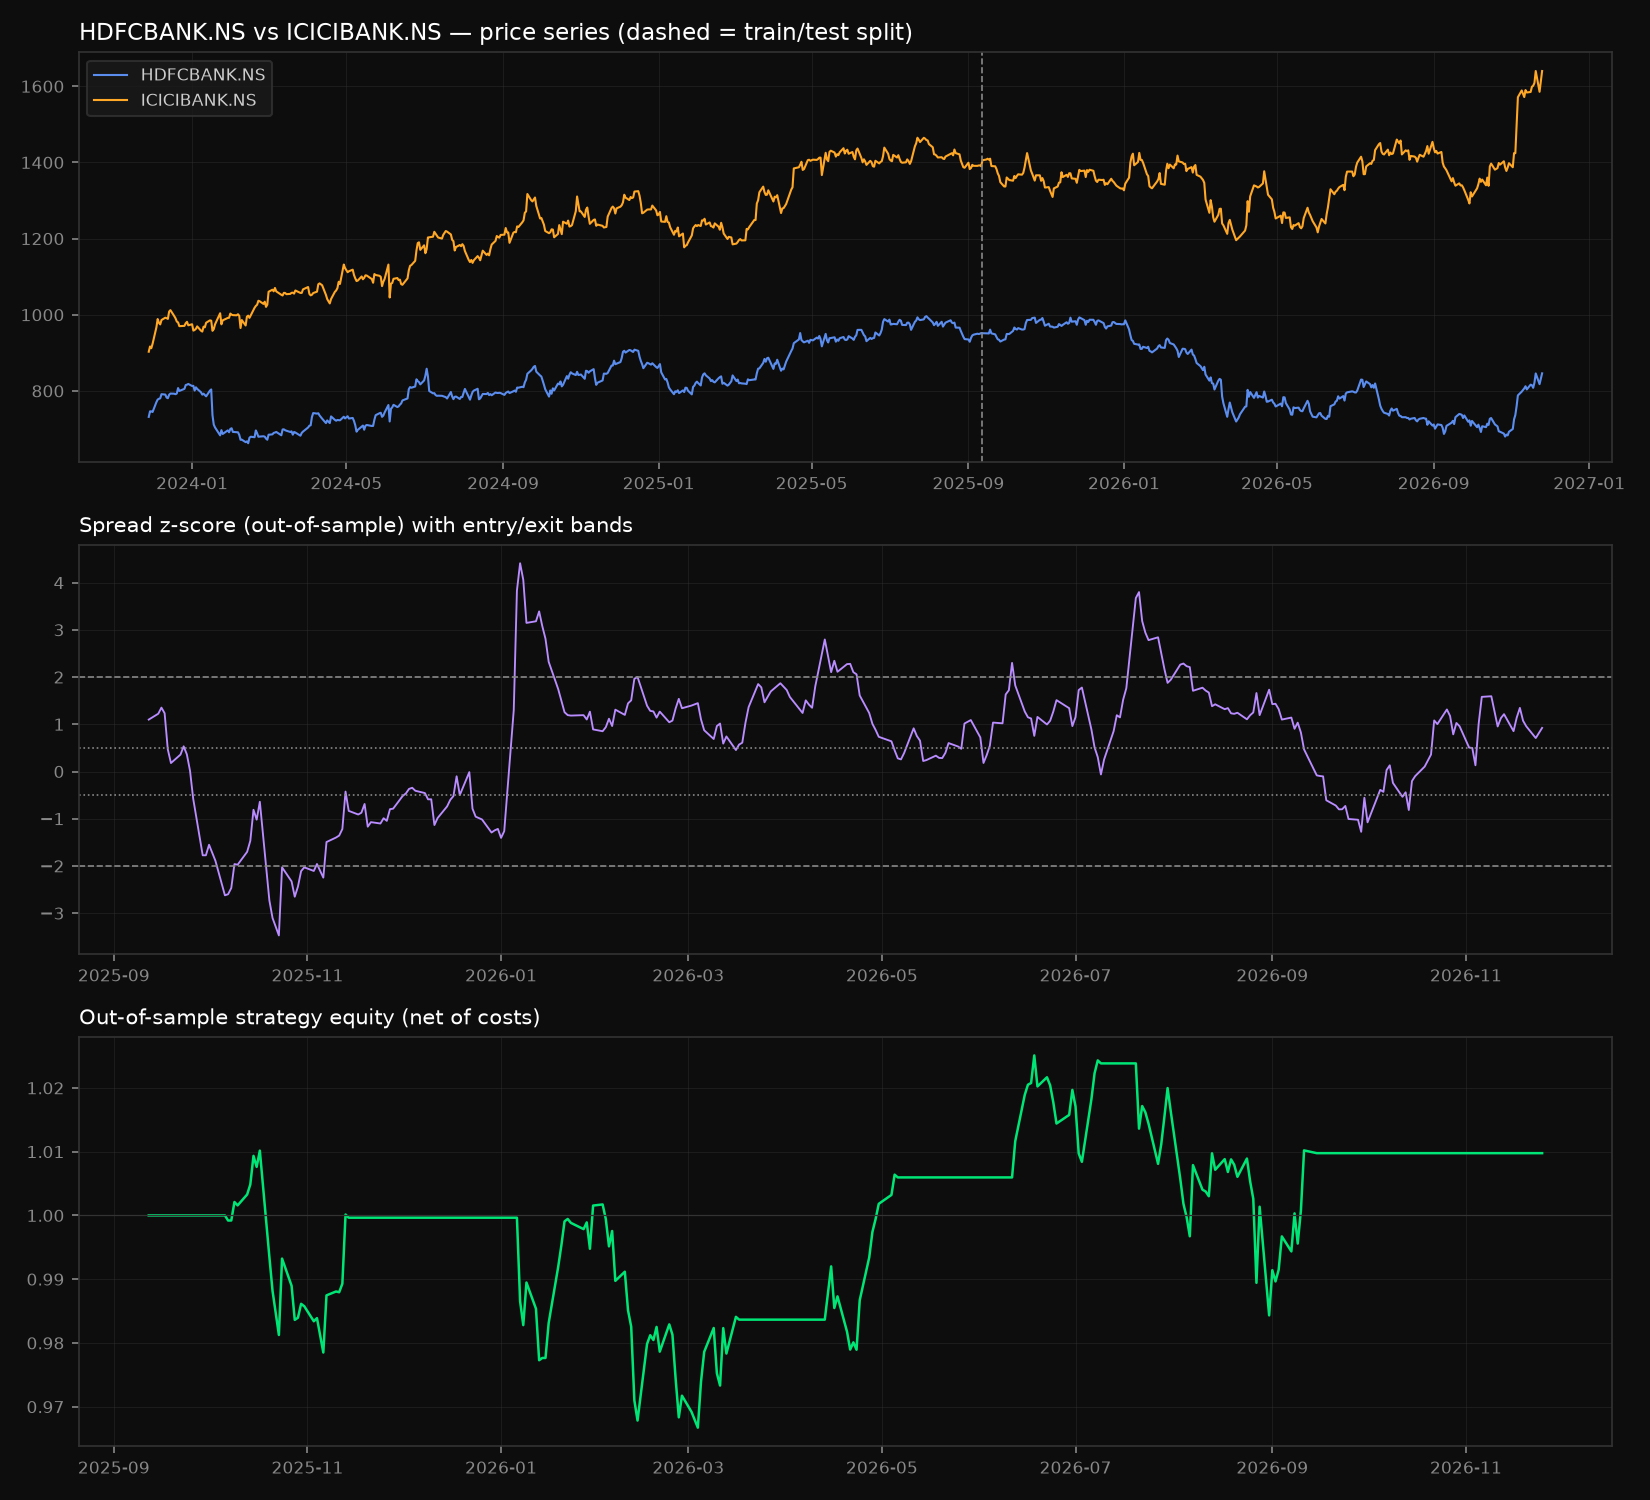 HDFCBANK.NS vs ICICIBANK.NS — price series (dashed = train/test split)
HDFCBANK.NS
ICICIBANK.NS
1600
1400
1200
1000
800
2024-01 2024-05 2024-09 2025-01 2025-05 2025-09 2026-01 2026-05 2026-09 2027-01
Spread z-score (out-of-sample) with entry/exit bands
4
3
2
1
0
−1
−2
−3
2025-09 2025-11 2026-01 2026-03 2026-05 2026-07 2026-09 2026-11
Out-of-sample strategy equity (net of costs)
1.02
1.01
1.00
0.99
0.98
0.97
2025-09 2025-11 2026-01 2026-03 2026-05 2026-07 2026-09 2026-11